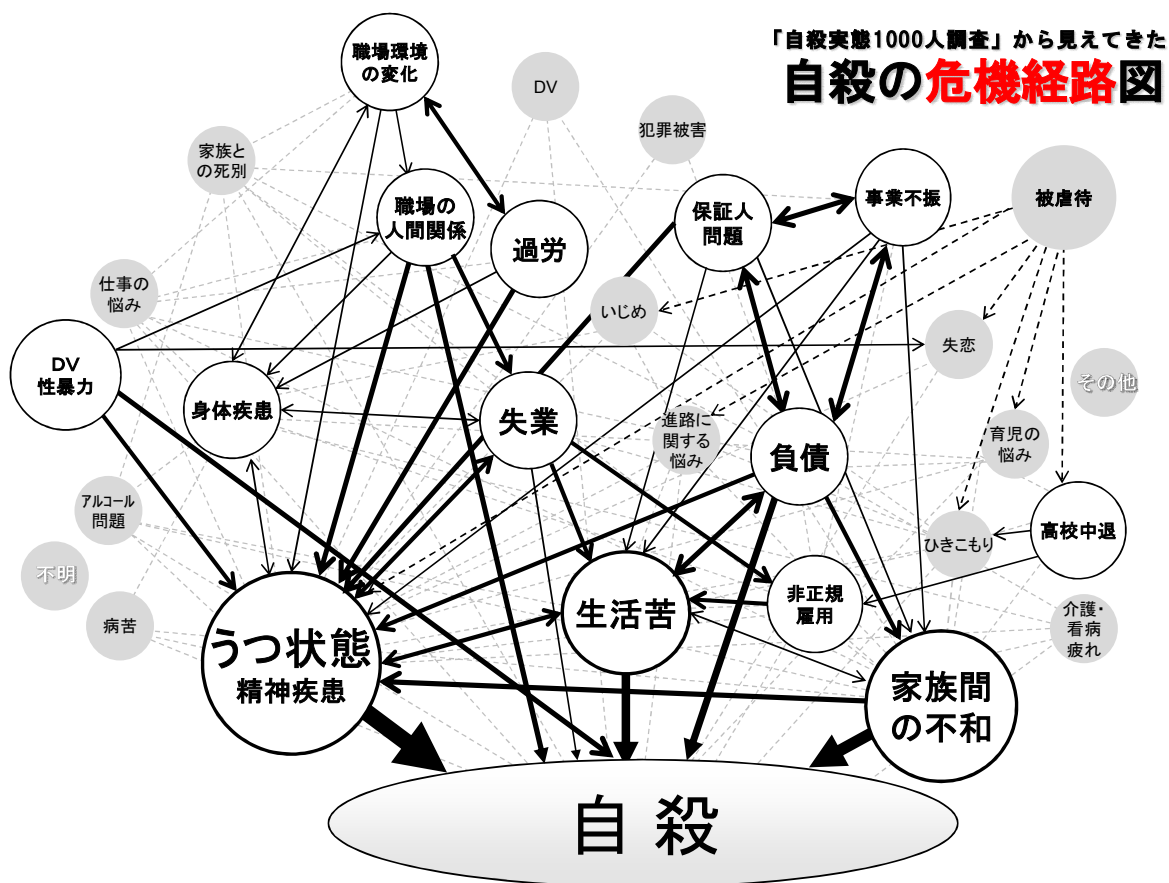 「自殺実態1000人調査」から見えてきた
自殺の危機経路図
職場環境
の変化
DV
犯罪被害
家族と
の死別
職場の
人間関係
過労
保証人
問題
事業不振
被虐待
仕事の
悩み
いじめ
失恋
DV
性暴力
その他
身体疾患
失業
進路に
関する
悩み
負債
育児の
悩み
アルコール
問題
高校中退
ひきこもり
不明
病苦
うつ状態
精神疾患
生活苦
非正規
雇用
介護・
看病
疲れ
家族間
の不和
自殺